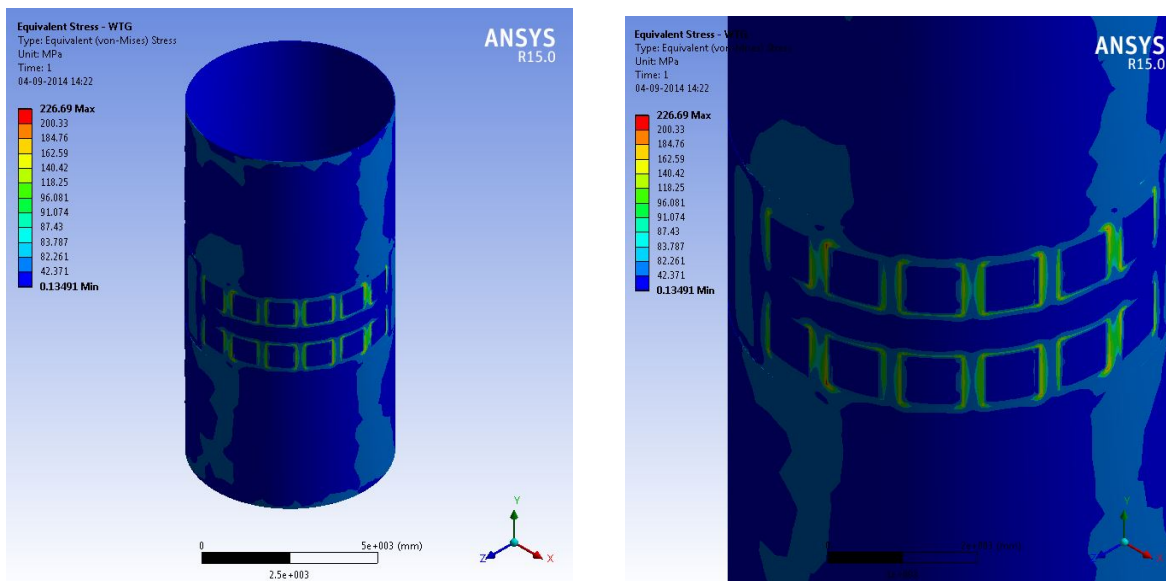 Equivalent Stress - WTG
Type: Equivalent (von-Mises) Stress
Unit: MPa
Time: 1
04-09-2014 14:22
226.69 Max
200.33
184.76
162.59
140.42
118.25
96.081
91.074
87.43
83.787
82.261
42.371
0.13491 Min
ANSYS
R15.0
0
5e+003 (mm)
2.5e+003
Y
Z
X
Equivalent Stress - WTG
Type: Equivalent (von-Mises) Stress
Unit: MPa
Time: 1
04-09-2014 14:22
226.69 Max
200.33
184.76
162.59
140.42
118.25
96.081
91.074
87.43
83.787
82.261
42.371
0.13491 Min
ANSYS
R15.0
0
Y
Z
X